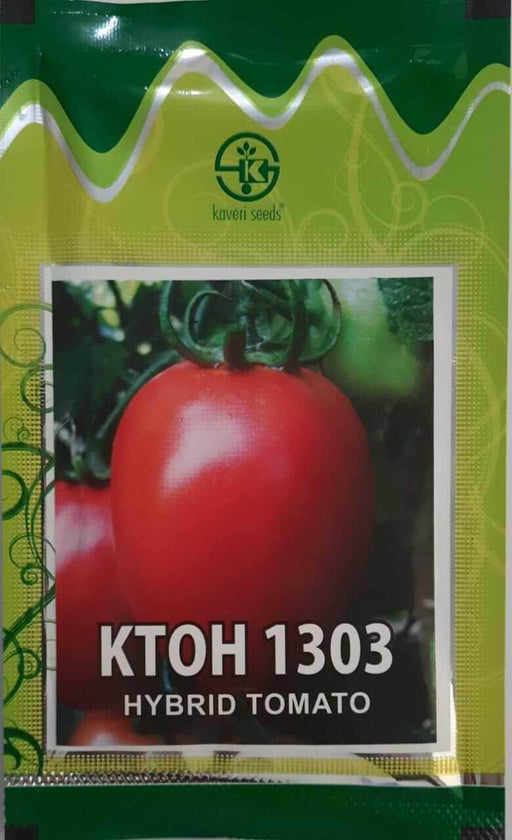 kaveri seeds
KTOH 1303
HYBRID TOMATO